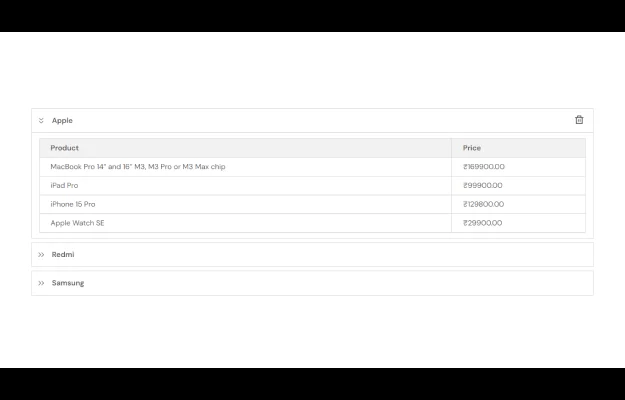 Apple
Product Price
MacBook Pro 14" and 16" M3, M3 Pro or M3 Max chip ₹169900.00
iPad Pro ₹99900.00
iPhone 15 Pro ₹129800.00
Apple Watch SE ₹29900.00
Redmi
Samsung